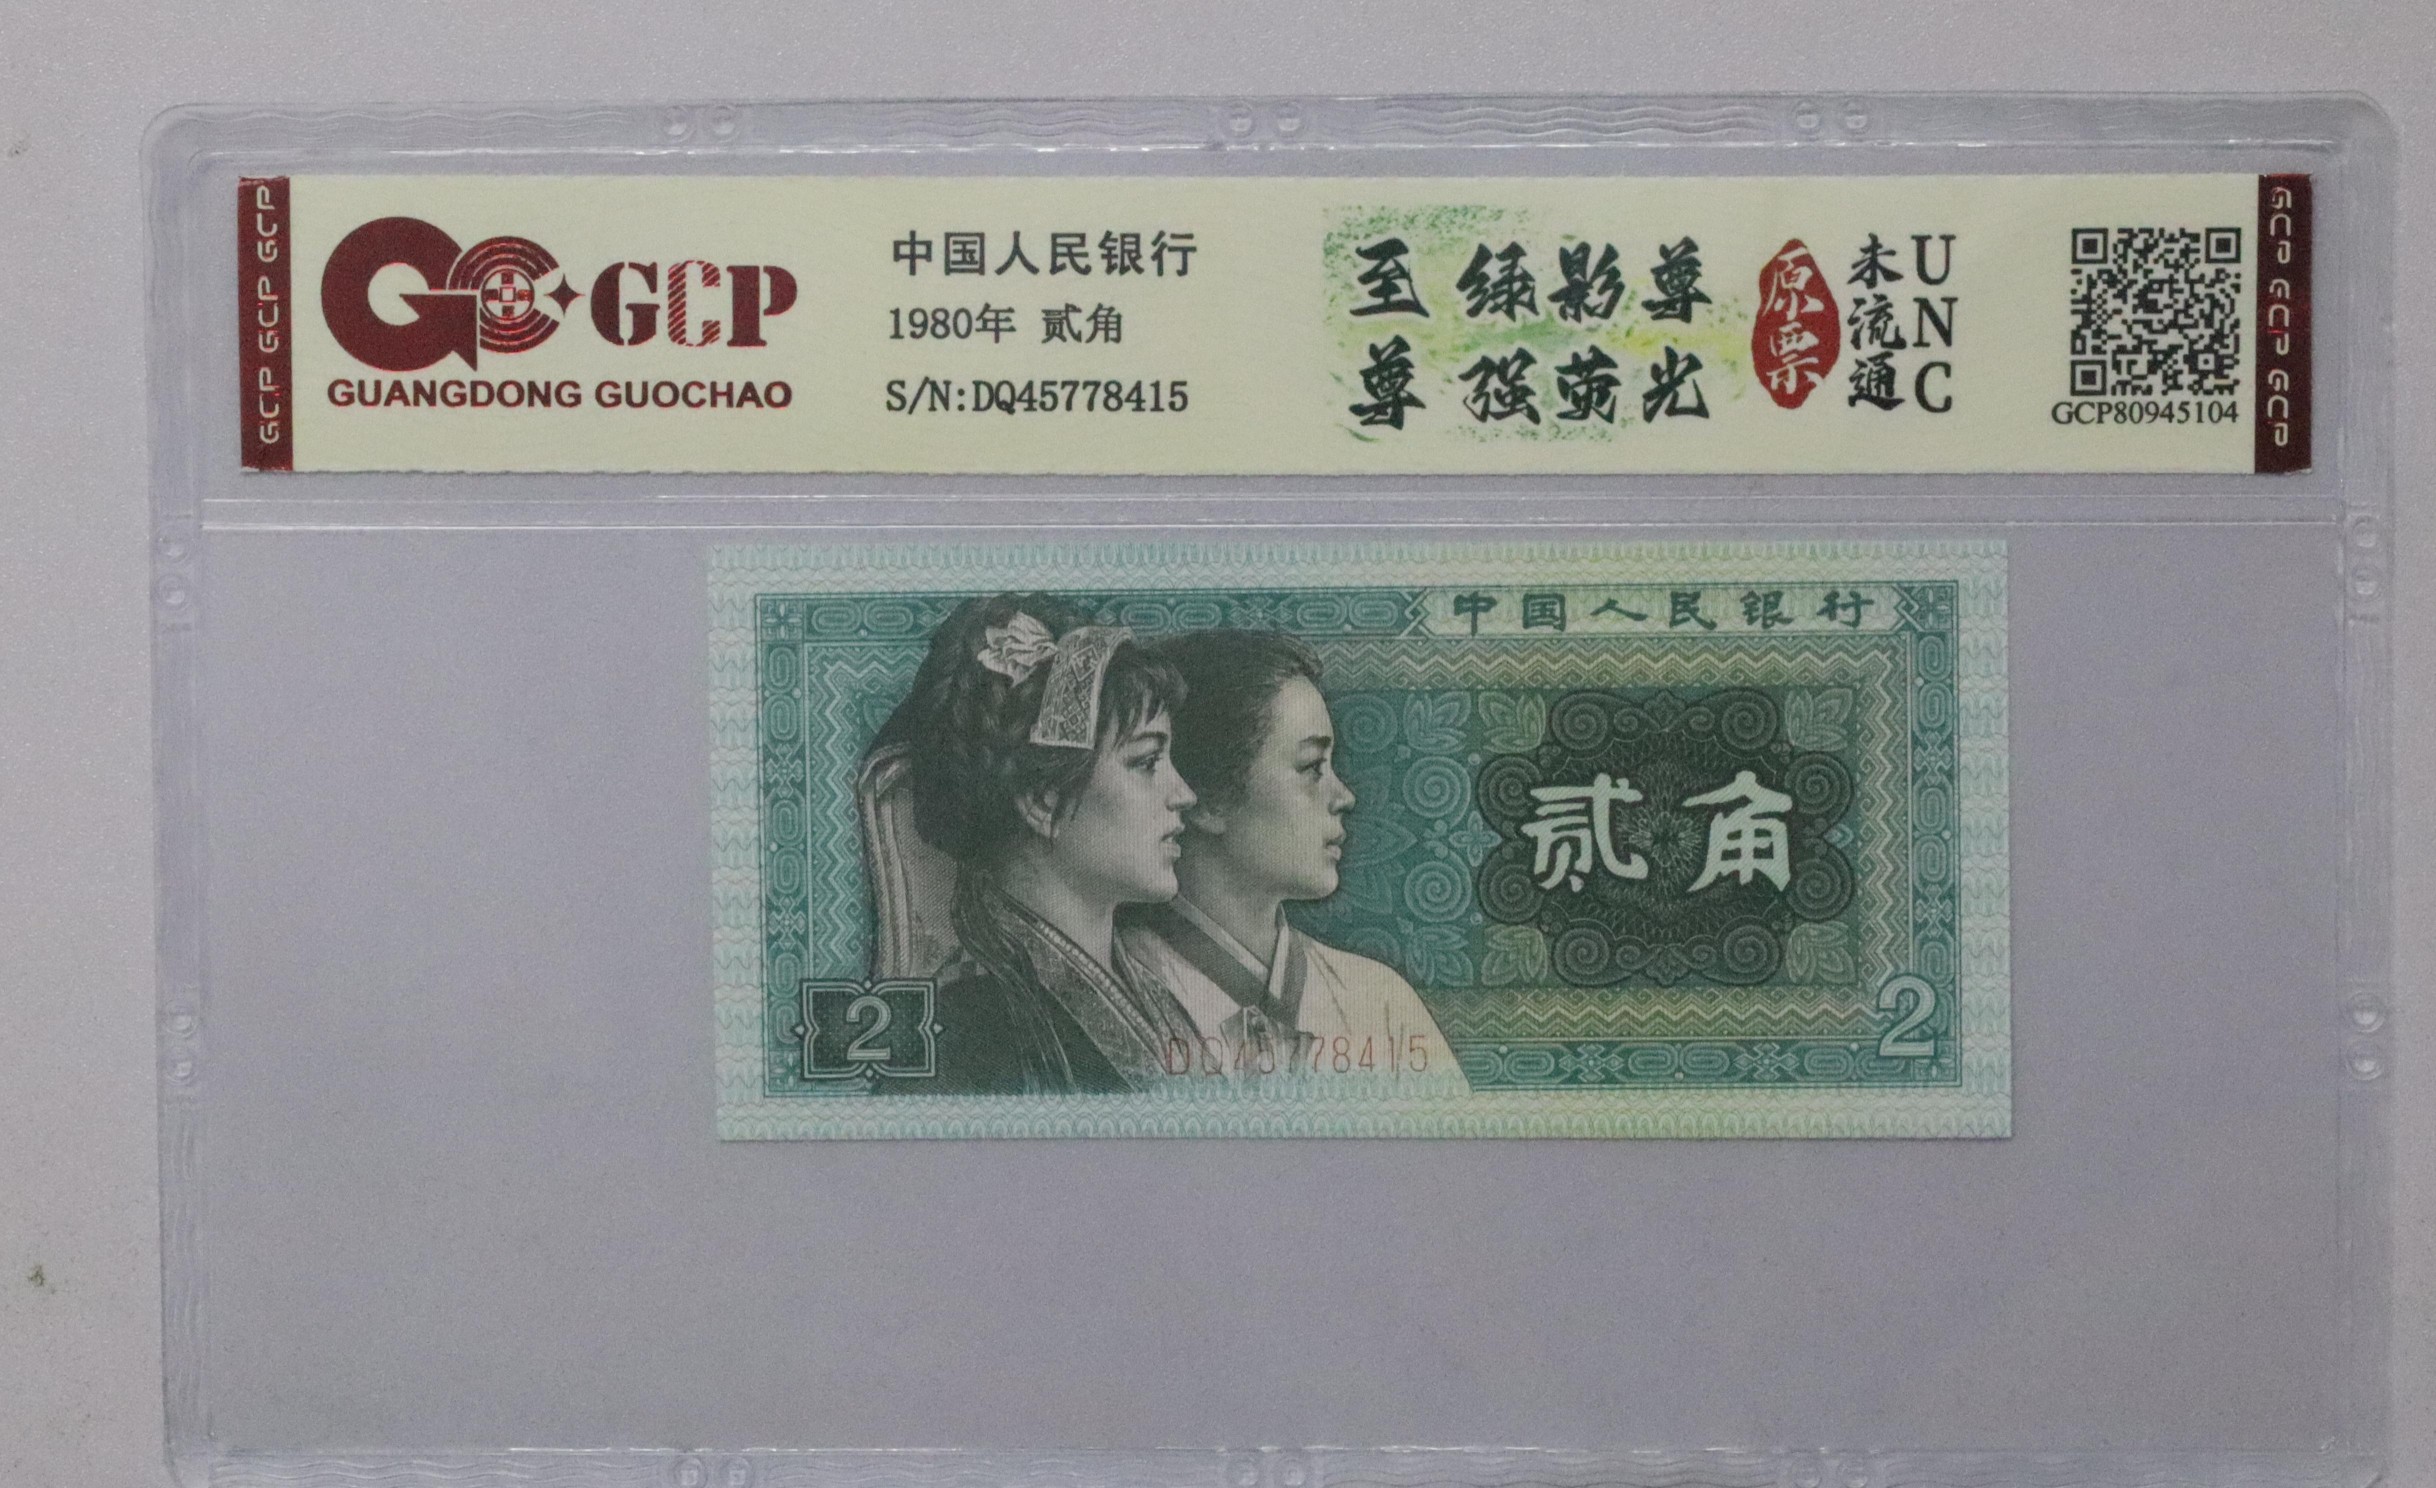 GCP GCP GCP
GCP
GUANGDONG GUOCHAO
中国人民银行
1980年 贰角
S/N:DQ45778415
至尊
绿影尊
强荧光
原票
未流通
UNC
GCP80945104
GCP GCP GCP
中国人民银行
贰角
2
2
DQ45778415